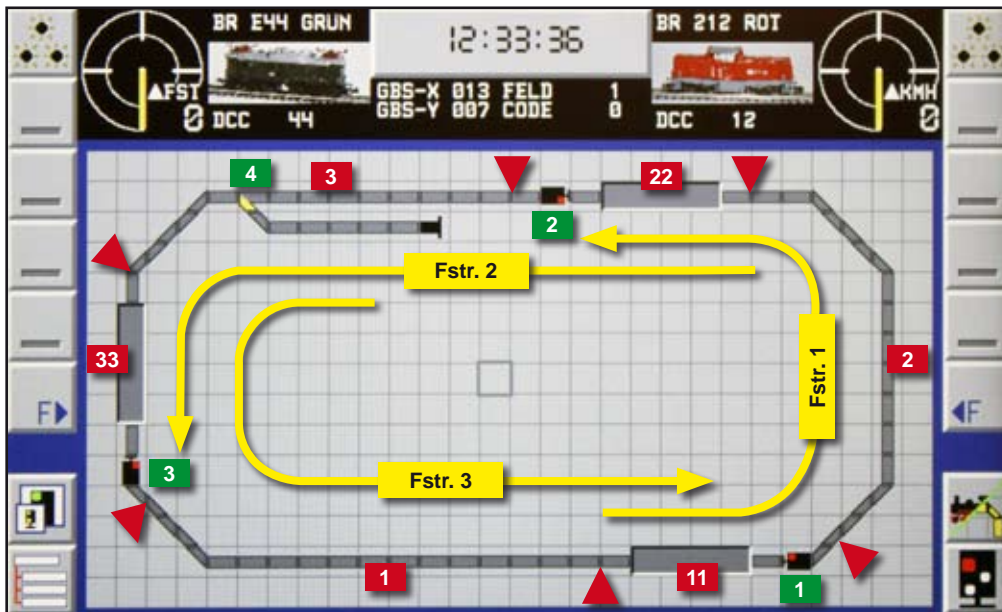 BR E44 GRUN
12:33:36
BR 212 ROT
▲FST
0
GBS-X 013 FELD 1
GBS-Y 007 CODE 0
▲KMH
0
DCC 44
DCC 12
4
3
22
2
Fstr. 2
33
Fstr. 1
2
F▶
◀F
3
Fstr. 3
1
11
1